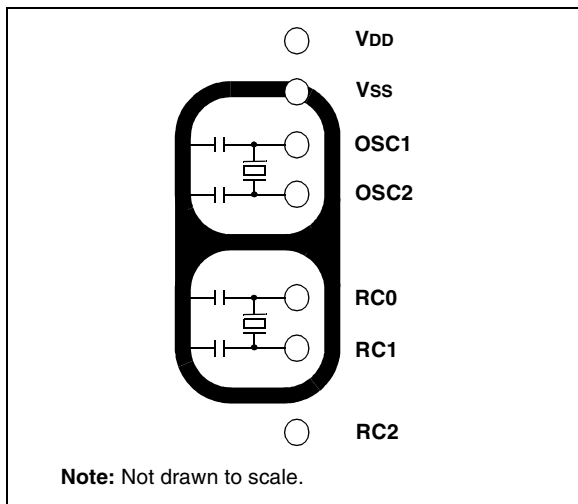 VDD
VSS
OSC1
OSC2
RC0
RC1
RC2
Note: Not drawn to scale.